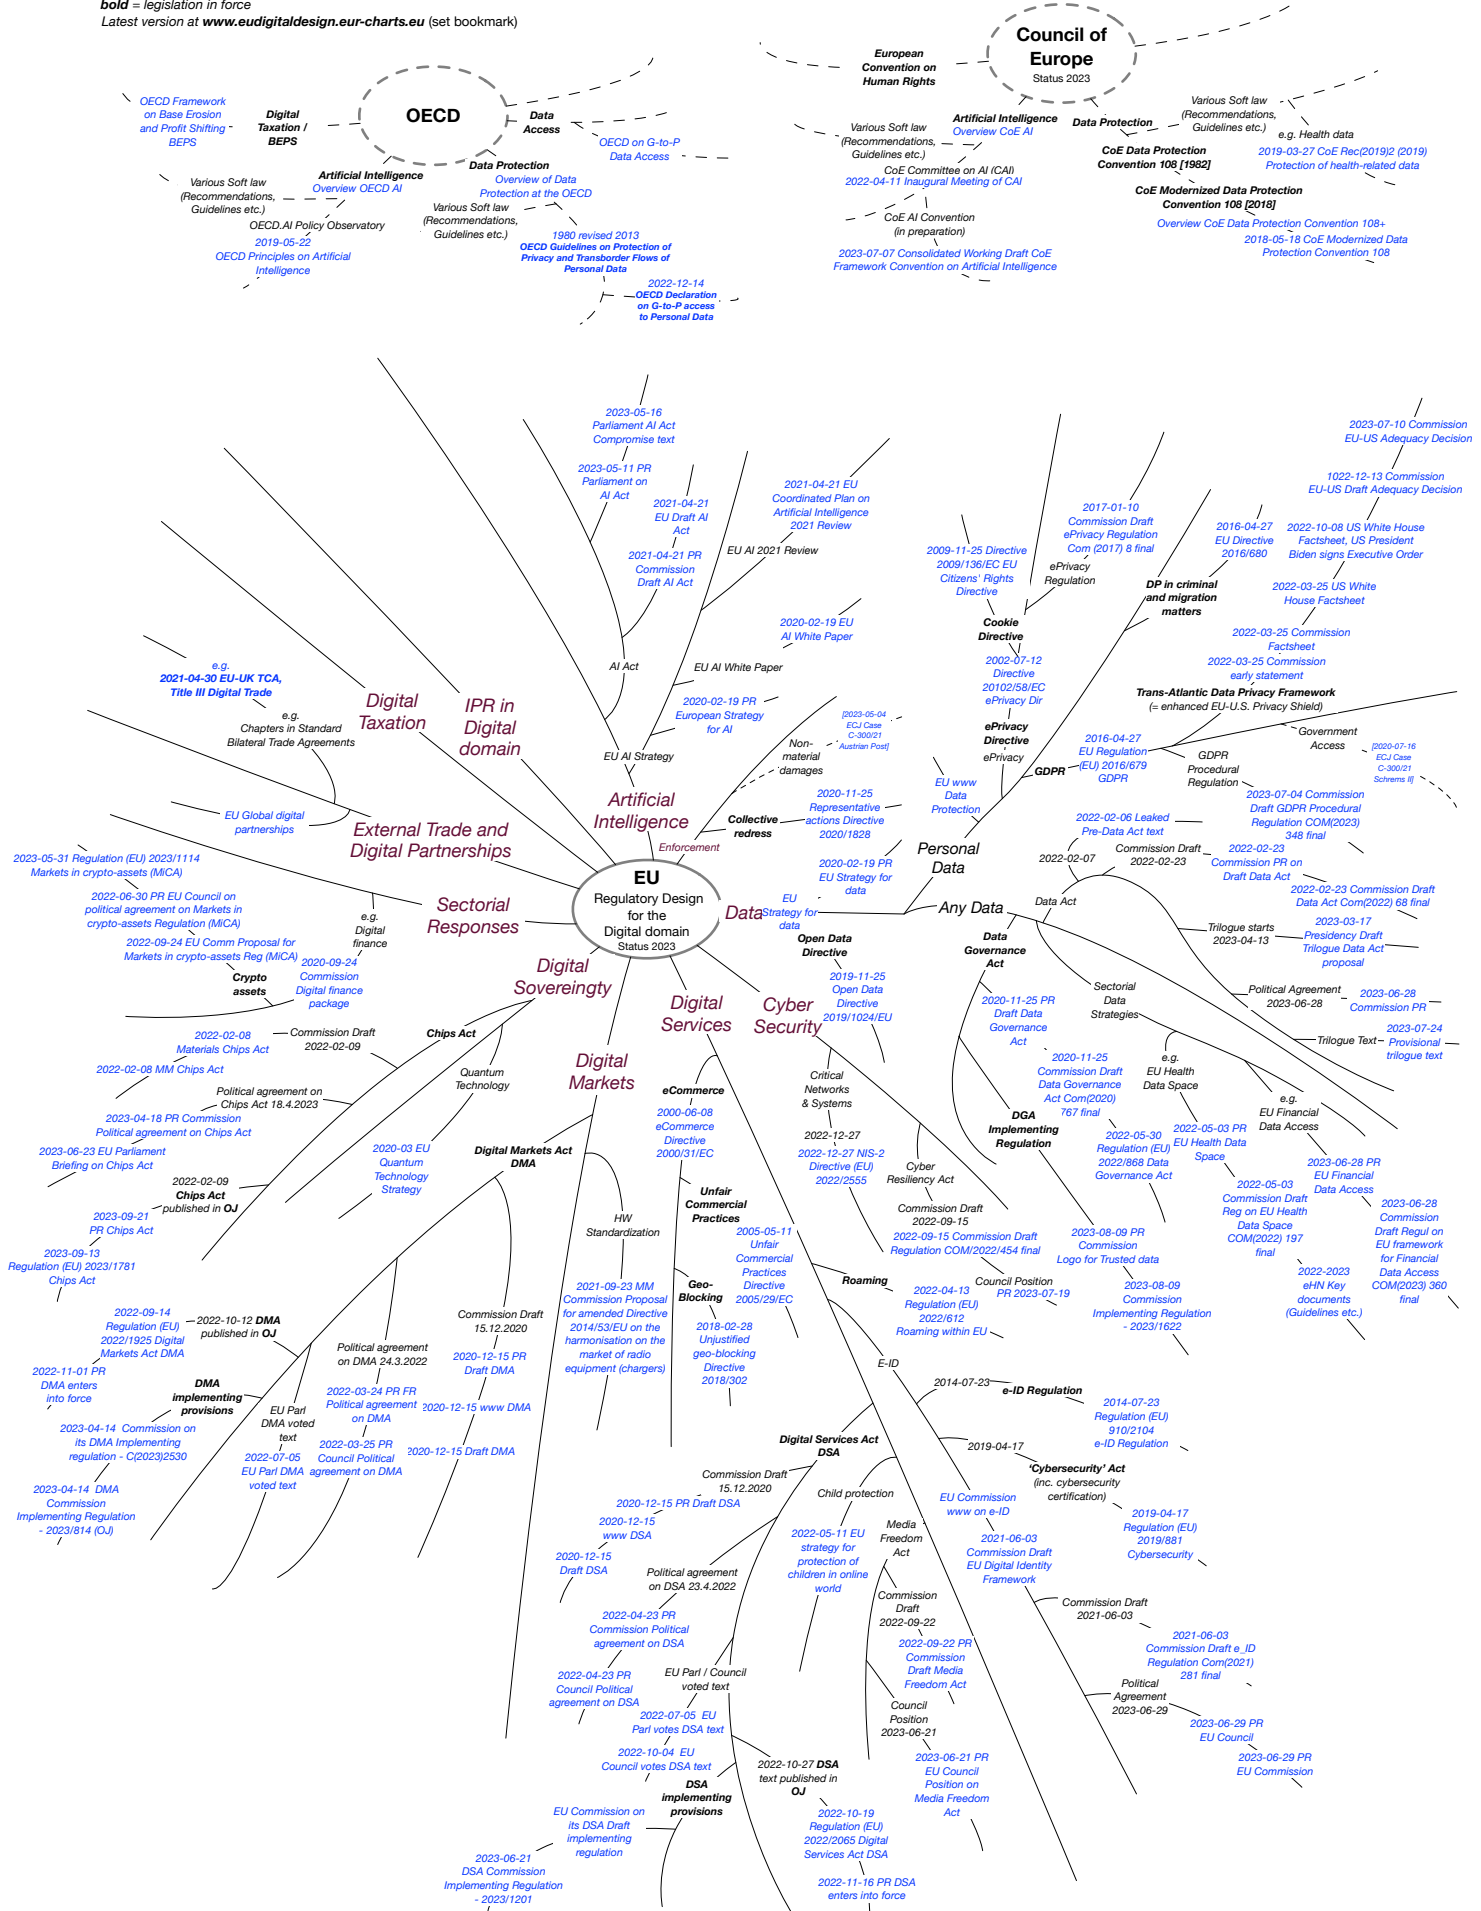 bold = legislation in force
Latest version at www.eudigitaldesign.eur-charts.eu (set bookmark)
OECD
OECD Framework
on Base Erosion
and Profit Shifting
BEPS
Digital
Taxation /
BEPS
Data
Access
OECD on G-to-P
Data Access
Artificial Intelligence
Overview OECD AI
Various Soft law
(Recommendations,
Guidelines etc.)
OECD.AI Policy Observatory
2019-05-22
OECD Principles on Artificial
Intelligence
Data Protection
Overview of Data
Protection at the OECD
Various Soft law
(Recommendations,
Guidelines etc.)
1980 revised 2013
OECD Guidelines on Protection of
Privacy and Transborder Flows of
Personal Data
2022-12-14
OECD Declaration
on G-to-P access
to Personal Data
Council of
Europe
Status 2023
European
Convention on
Human Rights
Artificial Intelligence
Overview CoE AI
Various Soft law
(Recommendations,
Guidelines etc.)
CoE Committee on AI (CAI)
2022-04-11 Inaugural Meeting of CAI
CoE AI Convention
(in preparation)
2023-07-07 Consolidated Working Draft CoE
Framework Convention on Artificial Intelligence
Data Protection
Various Soft law
(Recommendations,
Guidelines etc.)
e.g. Health data
2019-03-27 CoE Rec(2019)2 (2019)
Protection of health-related data
CoE Data Protection
Convention 108 [1982]
CoE Modernized Data Protection
Convention 108 [2018]
Overview CoE Data Protection Convention 108+
2018-05-18 CoE Modernized Data
Protection Convention 108
EU
Regulatory Design
for the
Digital domain
Status 2023
Digital
Taxation
IPR in
Digital
domain
External Trade and
Digital Partnerships
e.g.
2021-04-30 EU-UK TCA,
Title III Digital Trade
e.g.
Chapters in Standard
Bilateral Trade Agreements
EU Global digital
partnerships
Artificial
Intelligence
EU AI Strategy
AI Act
2023-05-16
Parliament AI Act
Compromise text
2023-05-11 PR
Parliament on
AI Act
2021-04-21
EU Draft AI
Act
2021-04-21 PR
Commission
Draft AI Act
2021-04-21 EU
Coordinated Plan on
Artificial Intelligence
2021 Review
EU AI 2021 Review
2020-02-19 EU
AI White Paper
EU AI White Paper
2020-02-19 PR
European Strategy
for AI
Enforcement
Non-
material
damages
[2023-05-04
ECJ Case
C-300/21
Austrian Post]
Collective
redress
2020-11-25
Representative
actions Directive
2020/1828
Data
EU
Strategy for
data
2020-02-19 PR
EU Strategy for
data
Personal
Data
EU www
Data
Protection
ePrivacy
ePrivacy
Directive
2002-07-12
Directive
20102/58/EC
ePrivacy Dir
Cookie
Directive
2009-11-25 Directive
2009/136/EC EU
Citizens' Rights
Directive
ePrivacy
Regulation
2017-01-10
Commission Draft
ePrivacy Regulation
Com (2017) 8 final
DP in criminal
and migration
matters
2016-04-27
EU Directive
2016/680
GDPR
2016-04-27
EU Regulation
(EU) 2016/679
GDPR
2023-07-10 Commission
EU-US Adequacy Decision
1022-12-13 Commission
EU-US Draft Adequacy Decision
2022-10-08 US White House
Factsheet, US President
Biden signs Executive Order
2022-03-25 US White
House Factsheet
2022-03-25 Commission
Factsheet
2022-03-25 Commission
early statement
Trans-Atlantic Data Privacy Framework
(= enhanced EU-U.S. Privacy Shield)
Government
Access
[2020-07-16
ECJ Case
C-300/21
Schrems II]
GDPR
Procedural
Regulation
2023-07-04 Commission
Draft GDPR Procedural
Regulation COM(2023)
348 final
Any Data
Data Act
2022-02-07
2022-02-06 Leaked
Pre-Data Act text
Commission Draft
2022-02-23
2022-02-23
Commission PR on
Draft Data Act
2022-02-23 Commission Draft
Data Act Com(2022) 68 final
Trilogue starts
2023-04-13
2023-03-17
Presidency Draft
Trilogue Data Act
proposal
Political Agreement
2023-06-28
2023-06-28
Commission PR
Trilogue Text
2023-07-24
Provisional
trilogue text
Open Data
Directive
2019-11-25
Open Data
Directive
2019/1024/EU
Data
Governance
Act
2020-11-25 PR
Draft Data
Governance
Act
2020-11-25
Commission Draft
Data Governance
Act Com(2020)
767 final
2022-05-30
Regulation (EU)
2022/868 Data
Governance Act
DGA
Implementing
Regulation
2023-08-09 PR
Commission
Logo for Trusted data
2023-08-09
Commission
Implementing Regulation
- 2023/1622
Sectorial
Data
Strategies
e.g.
EU Health
Data Space
2022-05-03 PR
EU Health Data
Space
2022-05-03
Commission Draft
Reg on EU Health
Data Space
COM(2022) 197
final
2022-2023
eHN Key
documents
(Guidelines etc.)
e.g.
EU Financial
Data Access
2023-06-28 PR
EU Financial
Data Access
2023-06-28
Commission
Draft Regul on
EU framework
for Financial
Data Access
COM(2023) 360
final
Sectorial
Responses
e.g.
Digital
finance
2020-09-24
Commission
Digital finance
package
Crypto
assets
2023-05-31 Regulation (EU) 2023/1114
Markets in crypto-assets (MiCA)
2022-06-30 PR EU Council on
political agreement on Markets in
crypto-assets Regulation (MiCA)
2022-09-24 EU Comm Proposal for
Markets in crypto-assets Reg (MiCA)
Digital
Sovereingty
Chips Act
Commission Draft
2022-02-09
2022-02-08
Materials Chips Act
2022-02-08 MM Chips Act
Political agreement on
Chips Act 18.4.2023
2023-04-18 PR Commission
Political agreement on Chips Act
2023-06-23 EU Parliament
Briefing on Chips Act
2022-02-09
Chips Act
published in OJ
2023-09-21
PR Chips Act
2023-09-13
Regulation (EU) 2023/1781
Chips Act
Quantum
Technology
2020-03 EU
Quantum
Technology
Strategy
Digital
Markets
Digital Markets Act
DMA
2022-10-12 DMA
published in OJ
2022-09-14
Regulation (EU)
2022/1925 Digital
Markets Act DMA
2022-11-01 PR
DMA enters
into force
DMA
implementing
provisions
2023-04-14 Commission on
its DMA Implementing
regulation - C(2023)2530
2023-04-14 DMA
Commission
Implementing Regulation
- 2023/814 (OJ)
EU Parl
DMA voted
text
2022-07-05
EU Parl DMA
voted text
Political agreement
on DMA 24.3.2022
2022-03-24 PR FR
Political agreement
on DMA
2022-03-25 PR
Council Political
agreement on DMA
Commission Draft
15.12.2020
2020-12-15 PR
Draft DMA
2020-12-15 www DMA
2020-12-15 Draft DMA
HW
Standardization
2021-09-23 MM
Commission Proposal
for amended Directive
2014/53/EU on the
harmonisation on the
market of radio
equipment (chargers)
Digital
Services
eCommerce
2000-06-08
eCommerce
Directive
2000/31/EC
Unfair
Commercial
Practices
2005-05-11
Unfair
Commercial
Practices
Directive
2005/29/EC
Geo-
Blocking
2018-02-28
Unjustified
geo-blocking
Directive
2018/302
Roaming
2022-04-13
Regulation (EU)
2022/612
Roaming within EU
Digital Services Act
DSA
Commission Draft
15.12.2020
2020-12-15 PR Draft DSA
2020-12-15
www DSA
2020-12-15
Draft DSA
Political agreement
on DSA 23.4.2022
2022-04-23 PR
Commission Political
agreement on DSA
2022-04-23 PR
Council Political
agreement on DSA
EU Parl / Council
voted text
2022-07-05 EU
Parl votes DSA text
2022-10-04 EU
Council votes DSA text
2022-10-27 DSA
text published in
OJ
2022-10-19
Regulation (EU)
2022/2065 Digital
Services Act DSA
2022-11-16 PR DSA
enters into force
DSA
implementing
provisions
EU Commission on
its DSA Draft
implementing
regulation
2023-06-21
DSA Commission
Implementing Regulation
- 2023/1201
Child protection
2022-05-11 EU
strategy for
protection of
children in online
world
Media
Freedom
Act
Commission
Draft
2022-09-22
2022-09-22 PR
Commission
Draft Media
Freedom Act
Council
Position
2023-06-21
2023-06-21 PR
EU Council
Position on
Media Freedom
Act
E-ID
2014-07-23
e-ID Regulation
2014-07-23
Regulation (EU)
910/2104
e-ID Regulation
2019-04-17
‘Cybersecurity’ Act
(inc. cybersecurity
certification)
2019-04-17
Regulation (EU)
2019/881
Cybersecurity
EU Commission
www on e-ID
2021-06-03
Commission Draft
EU Digital Identity
Framework
Commission Draft
2021-06-03
2021-06-03
Commission Draft e_ID
Regulation Com(2021)
281 final
Political
Agreement
2023-06-29
2023-06-29 PR
EU Council
2023-06-29 PR
EU Commission
Cyber
Security
Critical
Networks
& Systems
2022-12-27
2022-12-27 NIS-2
Directive (EU)
2022/2555
Cyber
Resiliency Act
Commission Draft
2022-09-15
2022-09-15 Commission Draft
Regulation COM/2022/454 final
Council Position
PR 2023-07-19